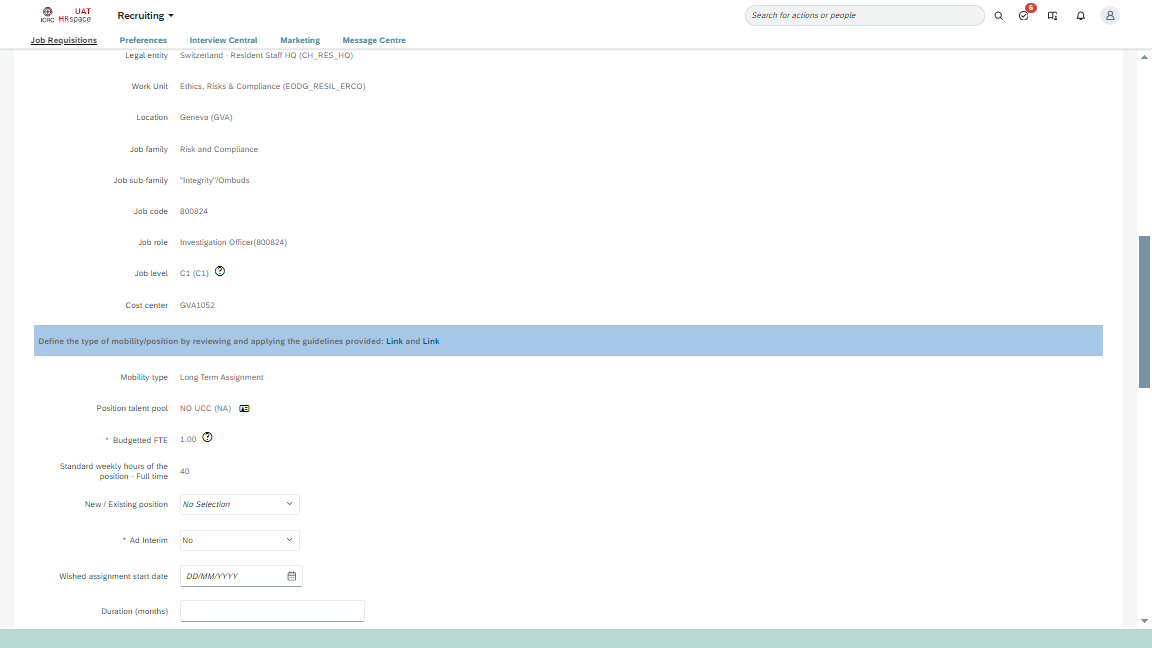 ICRC
UAT
HRspace
Recruiting
Search for actions or people
6
Job Requisitions
Preferences
Interview Central
Marketing
Message Centre
Legal entity Switzerland - Resident Staff HQ (CH_RES_HQ)
Work Unit Ethics, Risks & Compliance (EODG_RESIL_ERCO)
Location Geneva (GVA)
Job family Risk and Compliance
Job sub-family "Integrity"/Ombuds
Job code 800824
Job role Investigation Officer(800824)
Job level C1 (C1)
Cost center GVA1052
Define the type of mobility/position by reviewing and applying the guidelines provided: Link and Link
Mobility type Long Term Assignment
Position talent pool NO UCC (NA)
* Budgetted FTE 1.00
Standard weekly hours of the
position - Full time 40
New / Existing position No Selection
* Ad Interim No
Wished assignment start date DD/MM/YYYY
Duration (months)